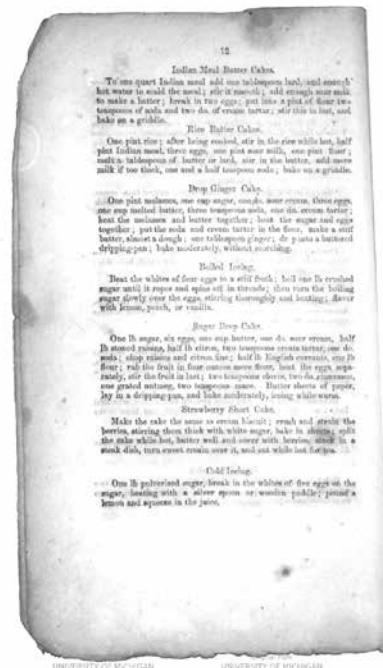 12
Indian Meal Batter Cakes.
To one quart Indian meal add one tablespoon lard, and enough
hot water to scald the meal; stir it smooth; add enough sour milk
to make a batter; break in two eggs; put into a pint of flour two
teaspoons of soda and two do. of cream tartar; stir this in last, and
bake on a griddle.
Rice Batter Cakes.
One pint rice; after being cooked, stir in the rice while hot, half
pint Indian meal, three eggs, one pint sour milk, one pint flour;
melt a tablespoon of butter or lard, stir in the batter, add more
milk if too thick, one and a half teaspoon soda; bake on a griddle.
Drop Ginger Cake.
One pint molasses, one cup sugar, one do. sour cream, three eggs,
one cup melted butter, three teaspoons soda, one do. cream tartar;
heat the molasses and butter together; beat the sugar and eggs
together; put the soda and cream tartar in the flour, make a stiff
batter, almost a dough; one tablespoon ginger; drop into a buttered
dripping-pan; bake moderately, without scorching.
Boiled Icing.
Beat the whites of four eggs to a stiff froth; boil one lb crushed
sugar until it ropes and spins off in threads; then turn the boiling
sugar slowly over the eggs, stirring thoroughly and beating; flavor
with lemon, peach, or vanilla.
Sugar Drop Cake.
One lb sugar, six eggs, one cup butter, one do. sour cream, half
lb stoned raisins, half lb citron, two teaspoons cream tartar, one do.
soda; chop raisins and citron fine; half lb English currants, one lb
flour; rub the fruit in four ounces more flour, beat the eggs sepa-
rately, stir the fruit in last; two teaspoons cloves, two do. cinnamon,
one grated nutmeg, two teaspoons mace. Butter sheets of paper,
lay in a dripping-pan, and bake moderately, icing while warm.
Strawberry Short Cake.
Make the cake the same as cream biscuit; crush and strain the
berries, stirring them thick with white sugar, bake in sheets; split
the cake while hot, butter well and cover with berries, stack in a
steak dish, turn sweet cream over it, and eat while hot for tea.
Cold Icing.
One lb pulverized sugar, break in the whites of five eggs on the
sugar, beating with a silver spoon or wooden paddle; pound a
lemon and squeeze in the juice.
UNIVERSITY OF MICHIGAN
UNIVERSITY OF MICHIGAN